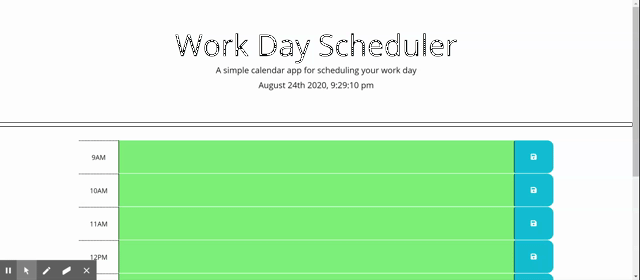 Work Day Scheduler
A simple calendar app for scheduling your work day
August 24th 2020, 9:29:10 pm
9AM
10AM
11AM
12PM